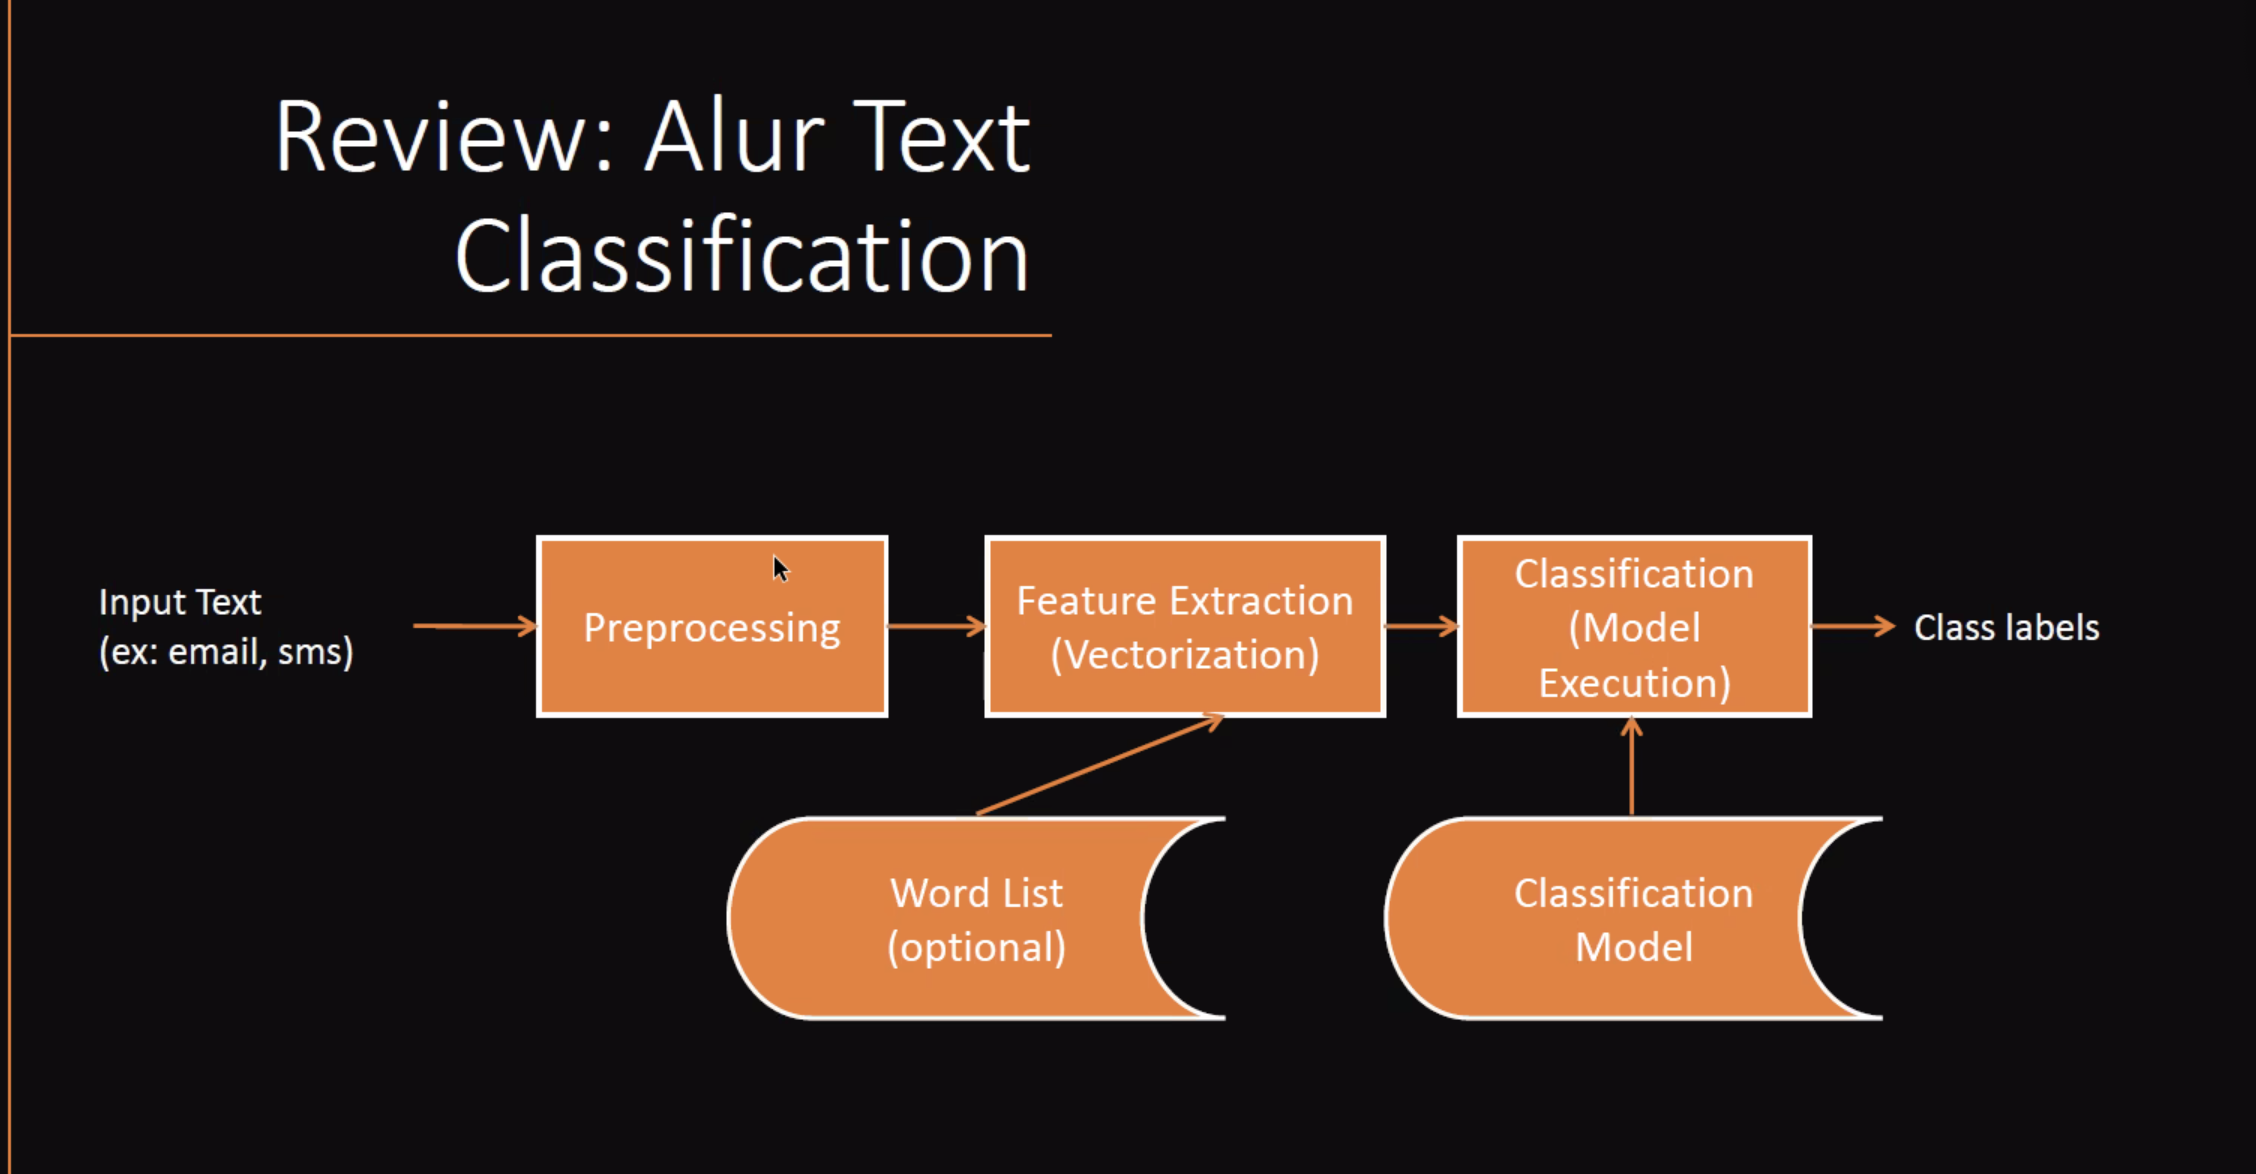 Review: Alur Text
Classification
Input Text
(ex: email, sms)
Preprocessing
Feature Extraction
(Vectorization)
Classification
(Model
Execution)
Class labels
Word List
(optional)
Classification
Model